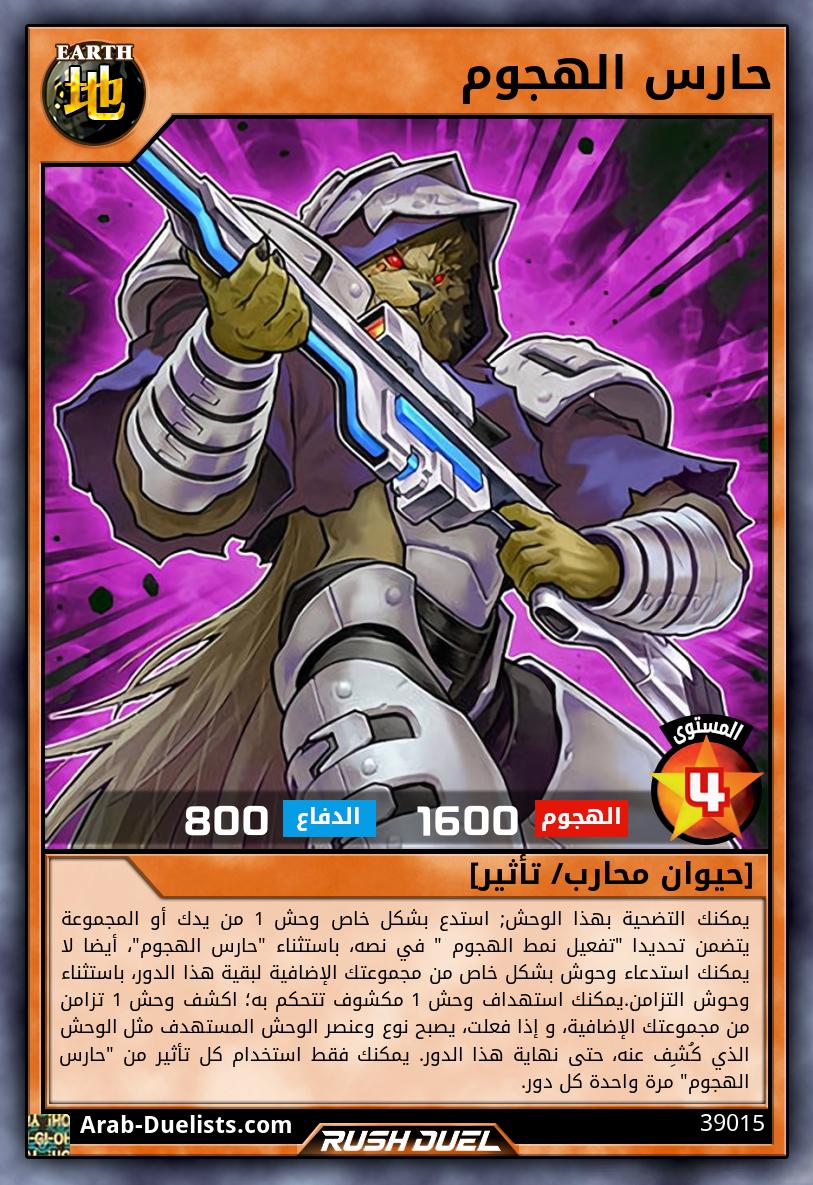 حارس الهجوم
EARTH
地
المستوى
4
الهجوم 1600 الدفاع 800
[حيوان محارب/ تأثير]
يمكنك التضحية بهذا الوحش; استدع بشكل خاص وحش 1 من يدك أو المجموعة
يتضمن تحديدا "تفعيل نمط الهجوم " في نصه، باستثناء "حارس الهجوم"، أيضا لا
يمكنك استدعاء وحوش بشكل خاص من مجموعتك الإضافية لبقية هذا الدور، باستثناء
وحوش التزامن.يمكنك استهداف وحش 1 مكشوف تتحكم به؛ اكشف وحش 1 تزامن
من مجموعتك الإضافية، و إذا فعلت، يصبح نوع وعنصر الوحش المستهدف مثل الوحش
الذي كُشِف عنه، حتى نهاية هذا الدور. يمكنك فقط استخدام كل تأثير من "حارس
الهجوم" مرة واحدة كل دور.
39015
RUSH DUEL
Arab-Duelists.com